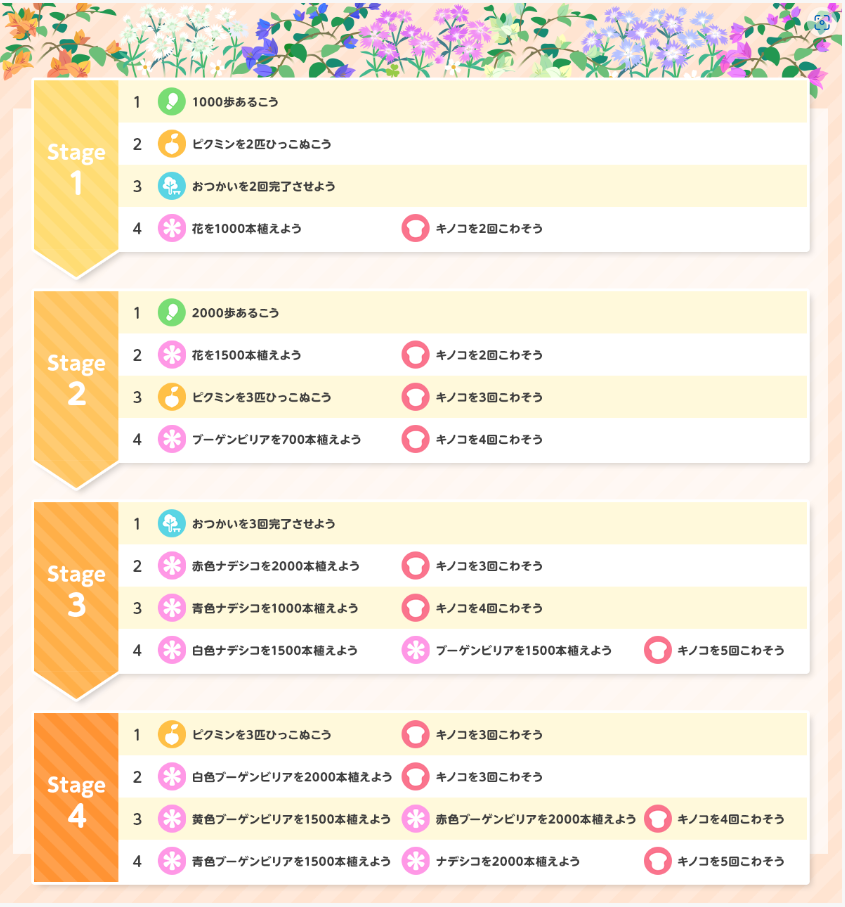 Stage
1
1 1000歩あるこう
2 ピクミンを2匹ひっこぬこう
3 おつかいを2回完了させよう
4 花を1000本植えよう キノコを2回こわそう
Stage
2
1 2000歩あるこう
2 花を1500本植えよう キノコを2回こわそう
3 ピクミンを3匹ひっこぬこう キノコを3回こわそう
4 ブーゲンビリアを700本植えよう キノコを4回こわそう
Stage
3
1 おつかいを3回完了させよう
2 赤色ナデシコを2000本植えよう キノコを3回こわそう
3 青色ナデシコを1000本植えよう キノコを4回こわそう
4 白色ナデシコを1500本植えよう ブーゲンビリアを1500本植えよう キノコを5回こわそう
Stage
4
1 ピクミンを3匹ひっこぬこう キノコを3回こわそう
2 白色ブーゲンビリアを2000本植えよう キノコを3回こわそう
3 黄色ブーゲンビリアを1500本植えよう 赤色ブーゲンビリアを2000本植えよう キノコを4回こわそう
4 青色ブーゲンビリアを1500本植えよう ナデシコを2000本植えよう キノコを5回こわそう